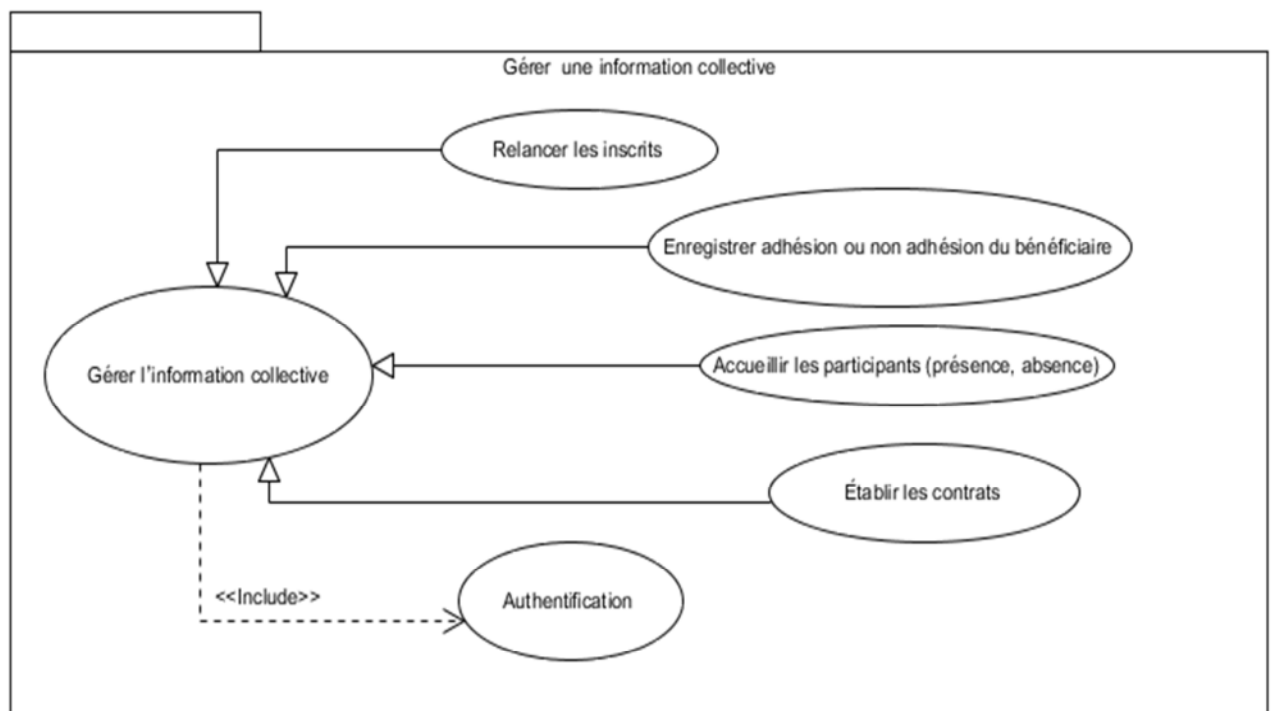 Gérer une information collective
Relancer les inscrits
Enregistrer adhésion ou non adhésion du bénéficiaire
Accueillir les participants (présence, absence)
Gérer l'information collective
Établir les contrats
<<Include>>
Authentification